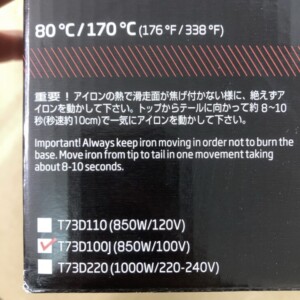 80 °C / 170 °C (176 °F / 338 °F)
重要！アイロンの熱で滑走面が焦げ付かない様に、絶えずア
イロンを動かして下さい。トップからテールに向かって約 8~10
秒(秒速約10cm)で一気にアイロンを動かして下さい。
Important! Always keep iron moving in order not to burn the
base. Move iron from tip to tail in one movement taking
about 8-10 seconds.
T73D110 (850W/120V)
T73D100J (850W/100V)
T73D220 (1000W/220-240V)